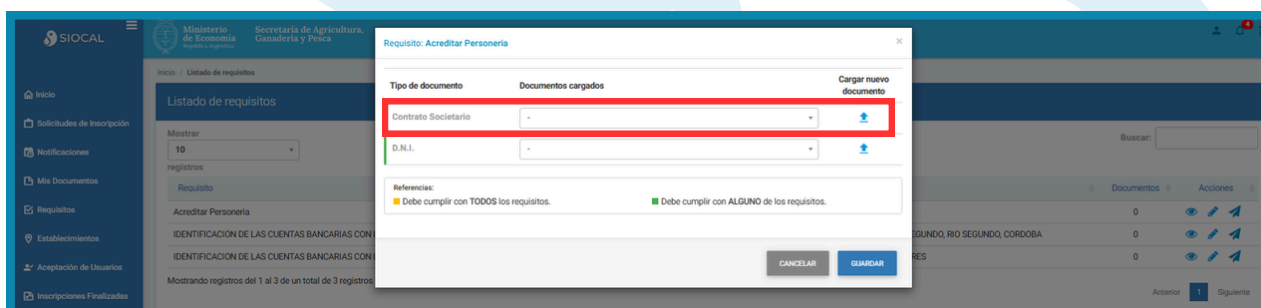 SIOCAL
Ministerio de Economía
República Argentina
Secretaría de Agricultura, Ganadería y Pesca
4
Inicio / Listado de requisitos
Inicio
Solicitudes de Inscripción
Notificaciones
Mis Documentos
Requisitos
Establecimientos
Aceptación de Usuarios
Inscripciones Finalizadas
Listado de requisitos
Mostrar
10
registros
Buscar:
Requisito
Documentos
Acciones
Acreditar Personería
0
IDENTIFICACION DE LAS CUENTAS BANCARIAS CON
EGUNDO, RIO SEGUNDO, CORDOBA
0
IDENTIFICACION DE LAS CUENTAS BANCARIAS CON
RES
0
Mostrando registros del 1 al 3 de un total de 3 registros
Anterior 1 Siguiente
Requisito: Acreditar Personería
×
Tipo de documento
Documentos cargados
Cargar nuevo documento
Contrato Societario
-
D.N.I.
-
Referencias:
Debe cumplir con TODOS los requisitos.
Debe cumplir con ALGUNO de los requisitos.
CANCELAR
GUARDAR